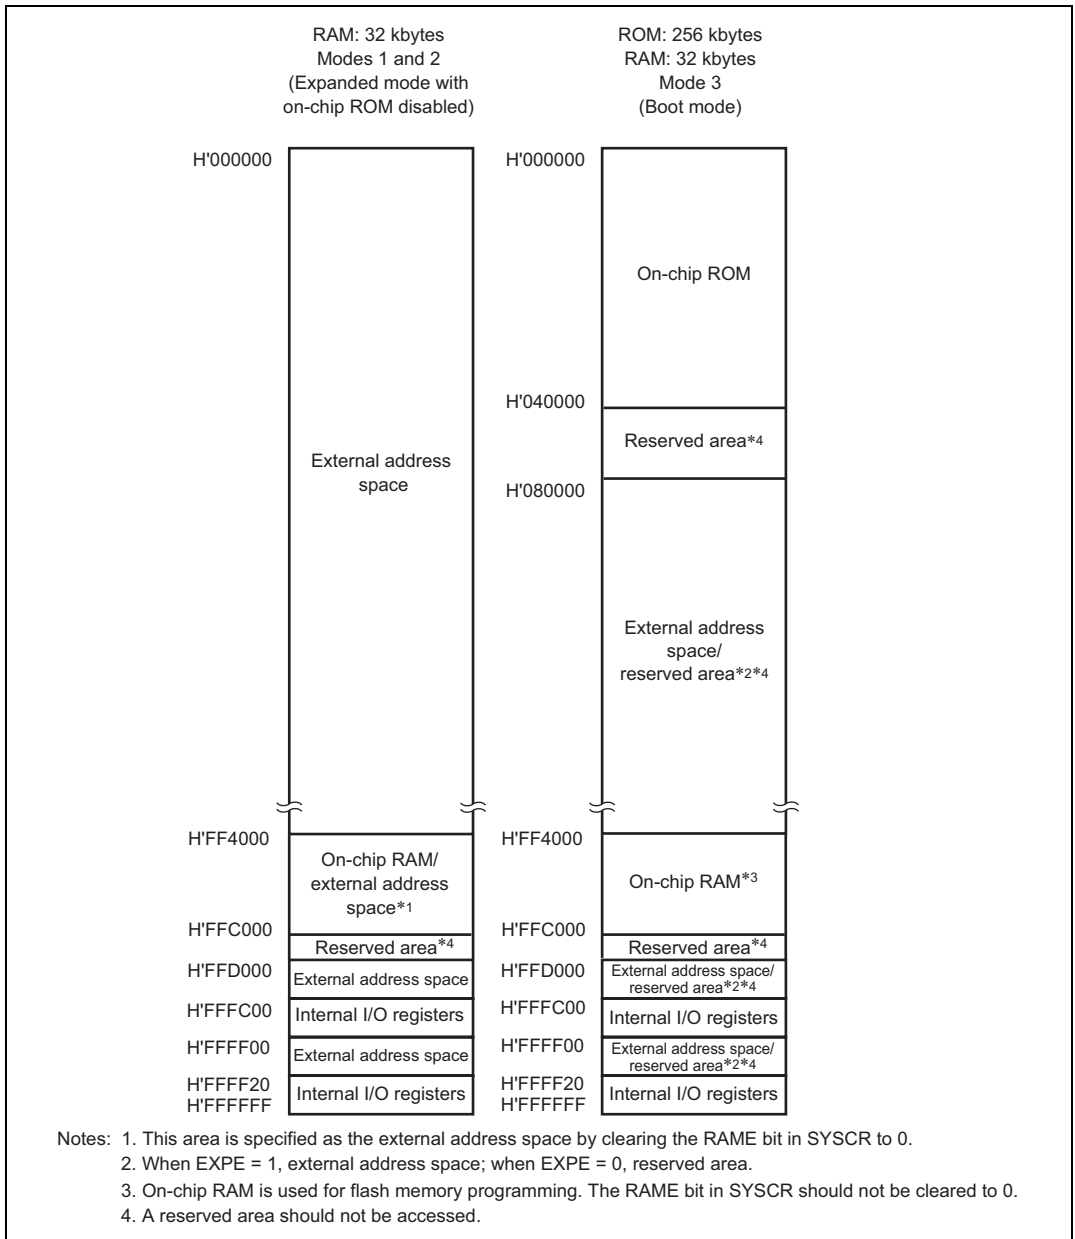 RAM: 32 kbytes
Modes 1 and 2
(Expanded mode with
on-chip ROM disabled)
ROM: 256 kbytes
RAM: 32 kbytes
Mode 3
(Boot mode)
H'000000
External address
space
H'FF4000
On-chip RAM/
external address
space*1
H'FFC000
Reserved area*4
H'FFD000
External address space
H'FFFC00
Internal I/O registers
H'FFFF00
External address space
H'FFFF20
Internal I/O registers
H'FFFFFF
H'000000
On-chip ROM
H'040000
Reserved area*4
H'080000
External address
space/
reserved area*2*4
H'FF4000
On-chip RAM*3
H'FFC000
Reserved area*4
H'FFD000
External address space/
reserved area*2*4
H'FFFC00
Internal I/O registers
H'FFFF00
External address space/
reserved area*2*4
H'FFFF20
Internal I/O registers
H'FFFFFF
Notes: 1. This area is specified as the external address space by clearing the RAME bit in SYSCR to 0.
2. When EXPE = 1, external address space; when EXPE = 0, reserved area.
3. On-chip RAM is used for flash memory programming. The RAME bit in SYSCR should not be cleared to 0.
4. A reserved area should not be accessed.